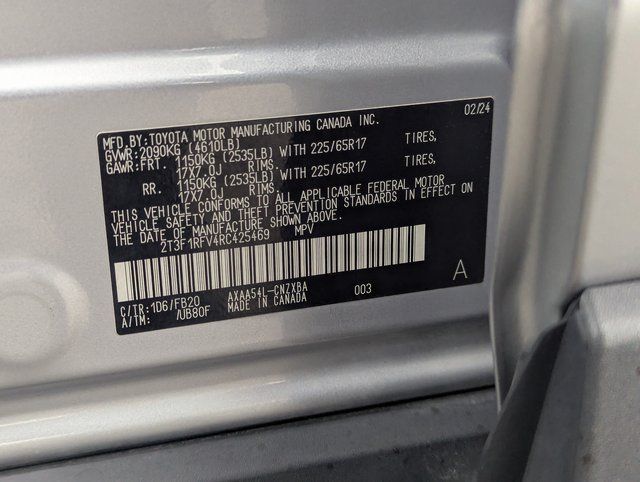 MFD.BY:TOYOTA MOTOR MANUFACTURING CANADA INC. 02/24
GVWR:2090KG (4610LB)
GAWR:FRT. 1150KG (2535LB) WITH 225/65R17 TIRES,
17X7.0J RIMS.
RR. 1150KG (2535LB) WITH 225/65R17 TIRES,
17X7.0J RIMS.
THIS VEHICLE CONFORMS TO ALL APPLICABLE FEDERAL MOTOR
VEHICLE SAFETY AND THEFT PREVENTION STANDARDS IN EFFECT ON
THE DATE OF MANUFACTURE SHOWN ABOVE.
2T3F1RFV4RC425469 MPV
C/TR:1D6/FB20 AXAA54L-CNZXBA 003 A
A/TM: /UB80F MADE IN CANADA